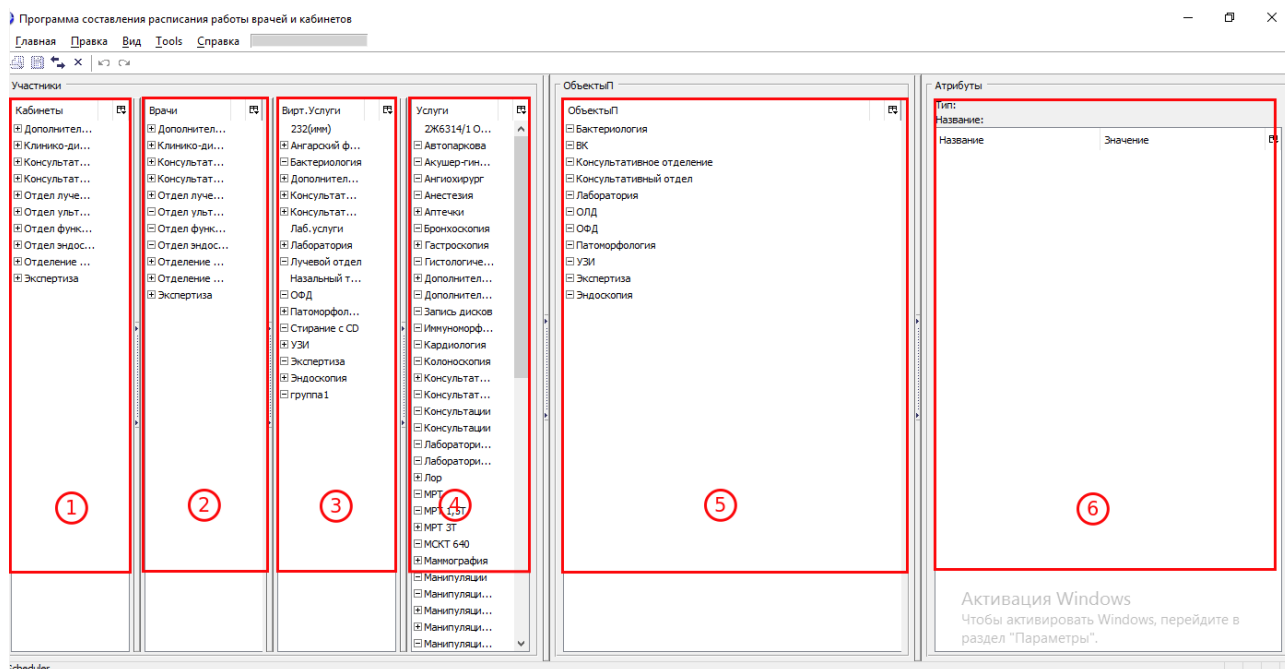 Программа составления расписания работы врачей и кабинетов
Главная Правка Вид Tools Справка
Участники
Кабинеты
Дополнител...
Клинико-ди...
Консультат...
Консультат...
Отдел луче...
Отдел ульт...
Отдел функ...
Отдел эндос...
Отделение ...
Экспертиза
1
Врачи
Дополнител...
Клинико-ди...
Консультат...
Консультат...
Отдел луче...
Отдел ульт...
Отдел функ...
Отдел эндос...
Отделение ...
Отделение ...
Экспертиза
2
Вирт.Услуги
232(имм)
Ангарский ф...
Бактериология
Дополнител...
Консультат...
Консультат...
Лаб.услуги
Лаборатория
Лучевой отдел
Назальный т...
ОФД
Патоморфол...
Стирание с CD
УЗИ
Экспертиза
Эндоскопия
группа1
3
Услуги
2Ж6314/1 О...
Автопаркова
Акушер-гин...
Ангиохирург
Анестезия
Аптечки
Бронхоскопия
Гастроскопия
Гистологиче...
Дополнител...
Дополнител...
Запись дисков
Иммуноморф...
Кардиология
Колоноскопия
Консультат...
Консультат...
Консультации
Консультации
Лаборатори...
Лаборатори...
Лор
МРТ
МРТ 1,5Т
МРТ 3Т
МСКТ 640
Маммография
Манипуляции
Манипуляци...
Манипуляци...
Манипуляци...
Манипуляци...
4
ОбъектыП
ОбъектыП
Бактериология
ВК
Консультативное отделение
Консультативный отдел
Лаборатория
ОЛД
ОФД
Патоморфология
УЗИ
Экспертиза
Эндоскопия
5
Атрибуты
Тип:
Название:
Название Значение
6
Активация Windows
Чтобы активировать Windows, перейдите в
раздел "Параметры".
Scheduler